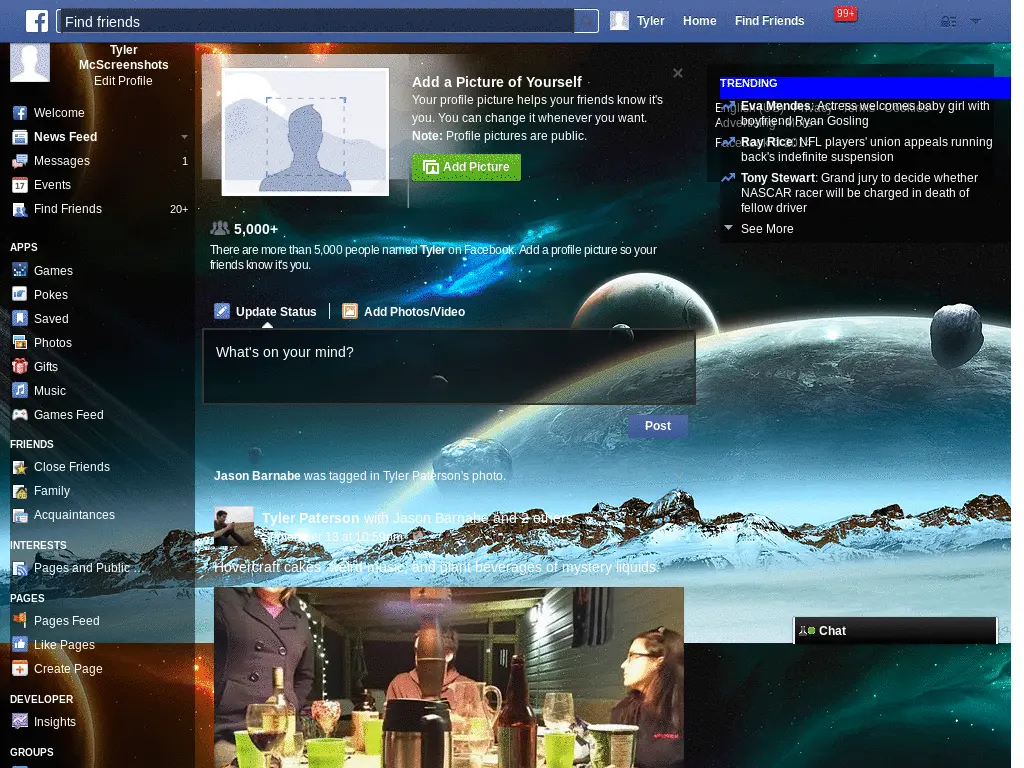 Find friends
Tyler
Home
Find Friends
99+
Tyler
McScreenshots
Edit Profile
Welcome
News Feed
Messages 1
Events
17
Find Friends 20+
APPS
Games
Pokes
Saved
Photos
Gifts
Music
Games Feed
FRIENDS
Close Friends
Family
Acquaintances
INTERESTS
Pages and Public ...
PAGES
Pages Feed
Like Pages
Create Page
DEVELOPER
Insights
GROUPS
Add a Picture of Yourself
Your profile picture helps your friends know it's
you. You can change it whenever you want.
Note: Profile pictures are public.
Add Picture
5,000+
There are more than 5,000 people named Tyler on Facebook. Add a profile picture so your
friends know it's you.
Update Status
Add Photos/Video
What's on your mind?
Post
Jason Barnabe was tagged in Tyler Paterson's photo.
Tyler Paterson with Jason Barnabe and 2 others
September 13 at 10:59pm
Hovercraft cakes, weird music, and giant beverages of mystery liquids.
TRENDING
Eva Mendes: Actress welcomes baby girl with
boyfriend Ryan Gosling
Ray Rice: NFL players' union appeals running
back's indefinite suspension
Tony Stewart: Grand jury to decide whether
NASCAR racer will be charged in death of
fellow driver
See More
Chat